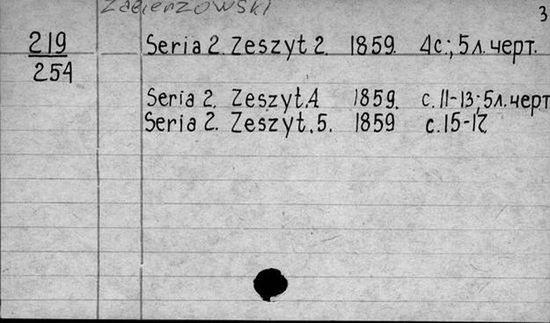 Zabierzowski
3
219 Seria 2. Zeszyt 2. 1859. 4с.; 5л. черт.
254
Seria 2. Zeszyt.4 1859. с. 11-13; 5л. черт
Seria 2. Zeszyt.5. 1859 с. 15-17